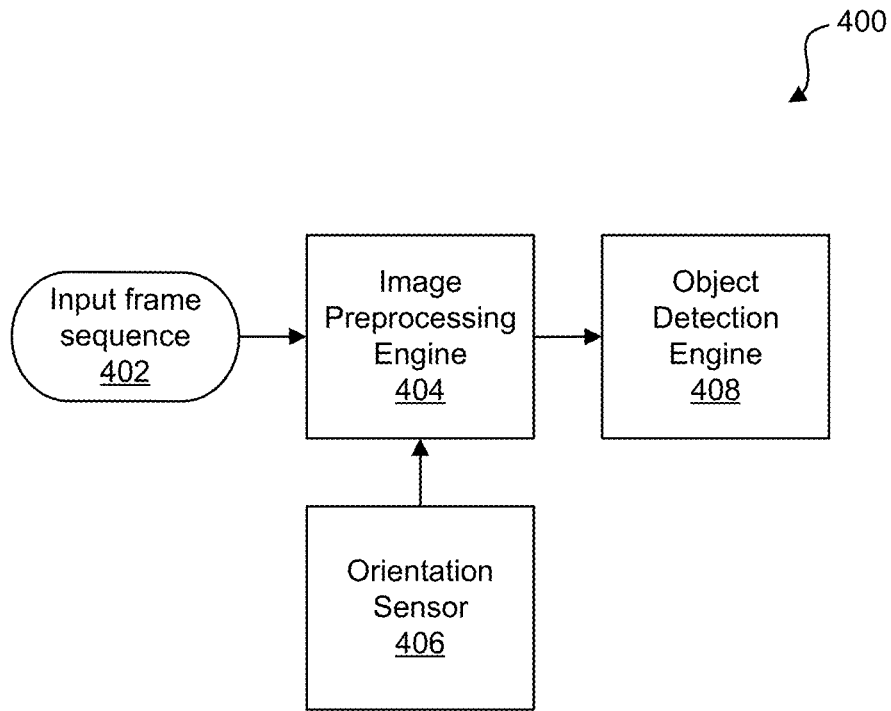 400
Input frame
sequence
402
Image
Preprocessing
Engine
404
Object
Detection
Engine
408
Orientation
Sensor
406